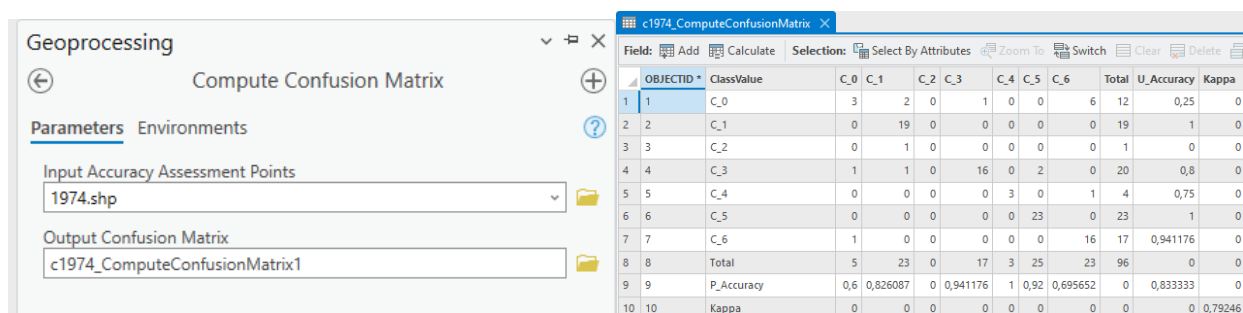 Geoprocessing
Compute Confusion Matrix
Parameters Environments
Input Accuracy Assessment Points
1974.shp
Output Confusion Matrix
c1974_ComputeConfusionMatrix1
c1974_ComputeConfusionMatrix
Field: Add Calculate Selection: Select By Attributes Zoom To Switch Clear Delete
OBJECTID * ClassValue C_0 C_1 C_2 C_3 C_4 C_5 C_6 Total U_Accuracy Kappa
1 1 C_0 3 2 0 1 0 0 6 12 0,25 0
2 2 C_1 0 19 0 0 0 0 0 19 1 0
3 3 C_2 0 1 0 0 0 0 0 1 0 0
4 4 C_3 1 1 0 16 0 2 0 20 0,8 0
5 5 C_4 0 0 0 0 3 0 1 4 0,75 0
6 6 C_5 0 0 0 0 0 23 0 23 1 0
7 7 C_6 1 0 0 0 0 0 16 17 0,941176 0
8 8 Total 5 23 0 17 3 25 23 96 0 0
9 9 P_Accuracy 0,6 0,826087 0 0,941176 1 0,92 0,695652 0 0,833333 0
10 10 Kappa 0 0 0 0 0 0 0 0 0 0,79246